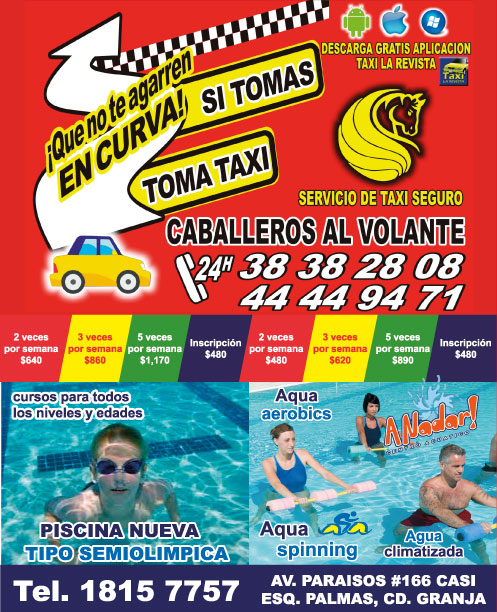 DESCARGA GRATIS APLICACION
TAXI LA REVISTA
Taxi
LA REVISTA
¡Que no te agarren
EN CURVA!
SI TOMAS
TOMA TAXI
SERVICIO DE TAXI SEGURO
CABALLEROS AL VOLANTE
24H 38 38 28 08
44 44 94 71
2 veces
por semana
$640
3 veces
por semana
$860
5 veces
por semana
$1,170
Inscripción
$480
2 veces
por semana
$480
3 veces
por semana
$620
5 veces
por semana
$890
Inscripción
$480
cursos para todos
los niveles y edades
PISCINA NUEVA
TIPO SEMIOLIMPICA
Aqua
aerobics
A Nadar!
CENTRO ACUATICO
Aqua
spinning
Agua
climatizada
Tel. 1815 7757
AV. PARAISOS #166 CASI
ESQ. PALMAS, CD. GRANJA